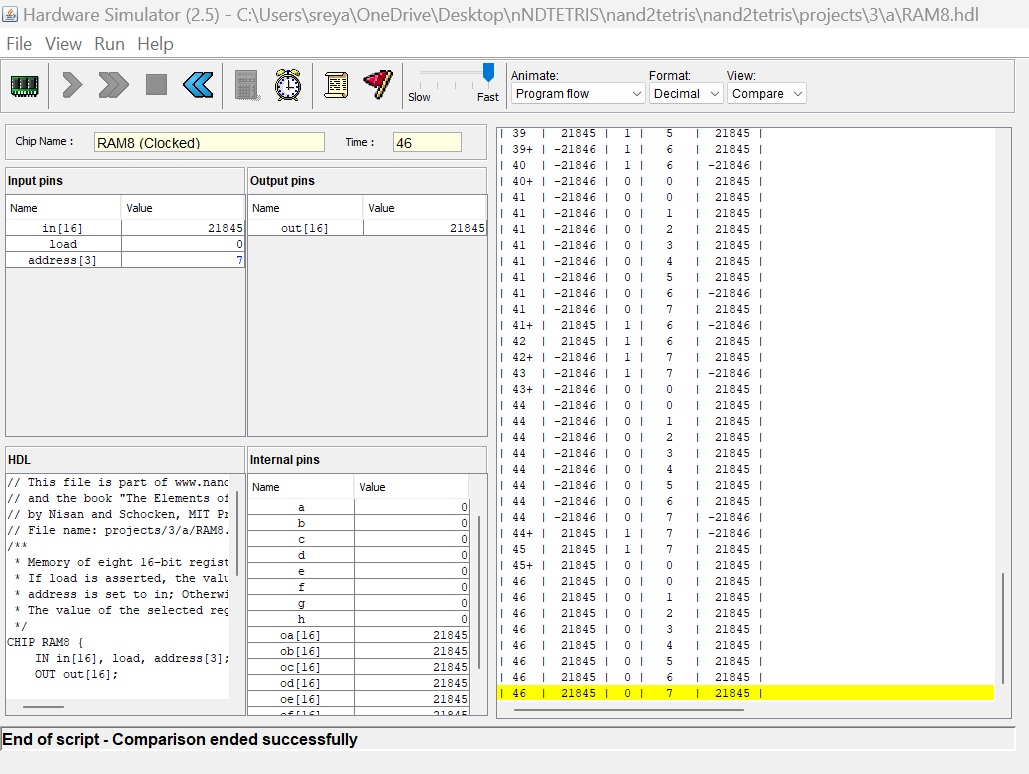 Hardware Simulator (2.5) - C:\Users\sreya\OneDrive\Desktop\nNDTETRIS\nand2tetris\nand2tetris\projects\3\a\RAM8.hdl
File View Run Help
Slow Fast
Animate: Format: View:
Program flow Decimal Compare
Chip Name : RAM8 (Clocked) Time : 46
Input pins
Name Value
in[16] 21845
load 0
address[3] 7
Output pins
Name Value
out[16] 21845
HDL
// This file is part of www.nand
// and the book "The Elements of
// by Nisan and Schocken, MIT Pr
// File name: projects/3/a/RAM8.
/**
* Memory of eight 16-bit regist
* If load is asserted, the valu
* address is set to in; Otherwi
* The value of the selected reg
*/
CHIP RAM8 {
IN in[16], load, address[3];
OUT out[16];
Internal pins
Name Value
a 0
b 0
c 0
d 0
e 0
f 0
g 0
h 0
oa[16] 21845
ob[16] 21845
oc[16] 21845
od[16] 21845
oe[16] 21845
of[16] 21845
| 39 | 21845 | 1 | 5 | 21845 |
| 39+ | -21846 | 1 | 6 | 21845 |
| 40 | -21846 | 1 | 6 | -21846 |
| 40+ | -21846 | 0 | 0 | 21845 |
| 41 | -21846 | 0 | 0 | 21845 |
| 41 | -21846 | 0 | 1 | 21845 |
| 41 | -21846 | 0 | 2 | 21845 |
| 41 | -21846 | 0 | 3 | 21845 |
| 41 | -21846 | 0 | 4 | 21845 |
| 41 | -21846 | 0 | 5 | 21845 |
| 41 | -21846 | 0 | 6 | -21846 |
| 41 | -21846 | 0 | 7 | 21845 |
| 41+ | 21845 | 1 | 6 | -21846 |
| 42 | 21845 | 1 | 6 | 21845 |
| 42+ | -21846 | 1 | 7 | 21845 |
| 43 | -21846 | 1 | 7 | -21846 |
| 43+ | -21846 | 0 | 0 | 21845 |
| 44 | -21846 | 0 | 0 | 21845 |
| 44 | -21846 | 0 | 1 | 21845 |
| 44 | -21846 | 0 | 2 | 21845 |
| 44 | -21846 | 0 | 3 | 21845 |
| 44 | -21846 | 0 | 4 | 21845 |
| 44 | -21846 | 0 | 5 | 21845 |
| 44 | -21846 | 0 | 6 | 21845 |
| 44 | -21846 | 0 | 7 | -21846 |
| 44+ | 21845 | 1 | 7 | -21846 |
| 45 | 21845 | 1 | 7 | 21845 |
| 45+ | 21845 | 0 | 0 | 21845 |
| 46 | 21845 | 0 | 0 | 21845 |
| 46 | 21845 | 0 | 1 | 21845 |
| 46 | 21845 | 0 | 2 | 21845 |
| 46 | 21845 | 0 | 3 | 21845 |
| 46 | 21845 | 0 | 4 | 21845 |
| 46 | 21845 | 0 | 5 | 21845 |
| 46 | 21845 | 0 | 6 | 21845 |
| 46 | 21845 | 0 | 7 | 21845 |
End of script - Comparison ended successfully